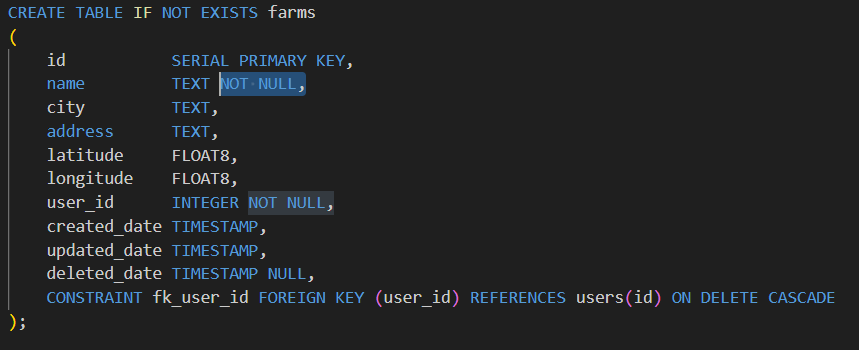 CREATE TABLE IF NOT EXISTS farms
(
id SERIAL PRIMARY KEY,
name TEXT NOT NULL,
city TEXT,
address TEXT,
latitude FLOAT8,
longitude FLOAT8,
user_id INTEGER NOT NULL,
created_date TIMESTAMP,
updated_date TIMESTAMP,
deleted_date TIMESTAMP NULL,
CONSTRAINT fk_user_id FOREIGN KEY (user_id) REFERENCES users(id) ON DELETE CASCADE
);